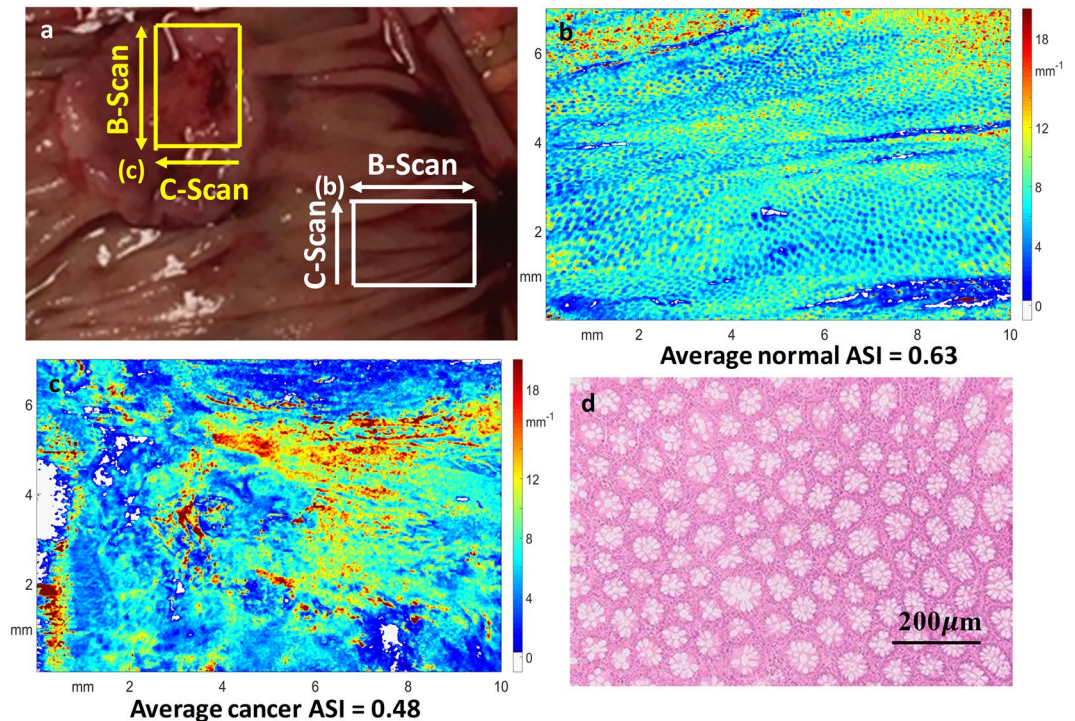 a
B-Scan
(c)
C-Scan
B-Scan
(b)
C-Scan
b
6
4
2
mm
mm
2
4
6
8
10
18
mm-1
12
8
4
0
Average normal ASI = 0.63
c
6
4
2
mm
mm
2
4
6
8
10
18
mm-1
12
8
4
0
Average cancer ASI = 0.48
d
200μm